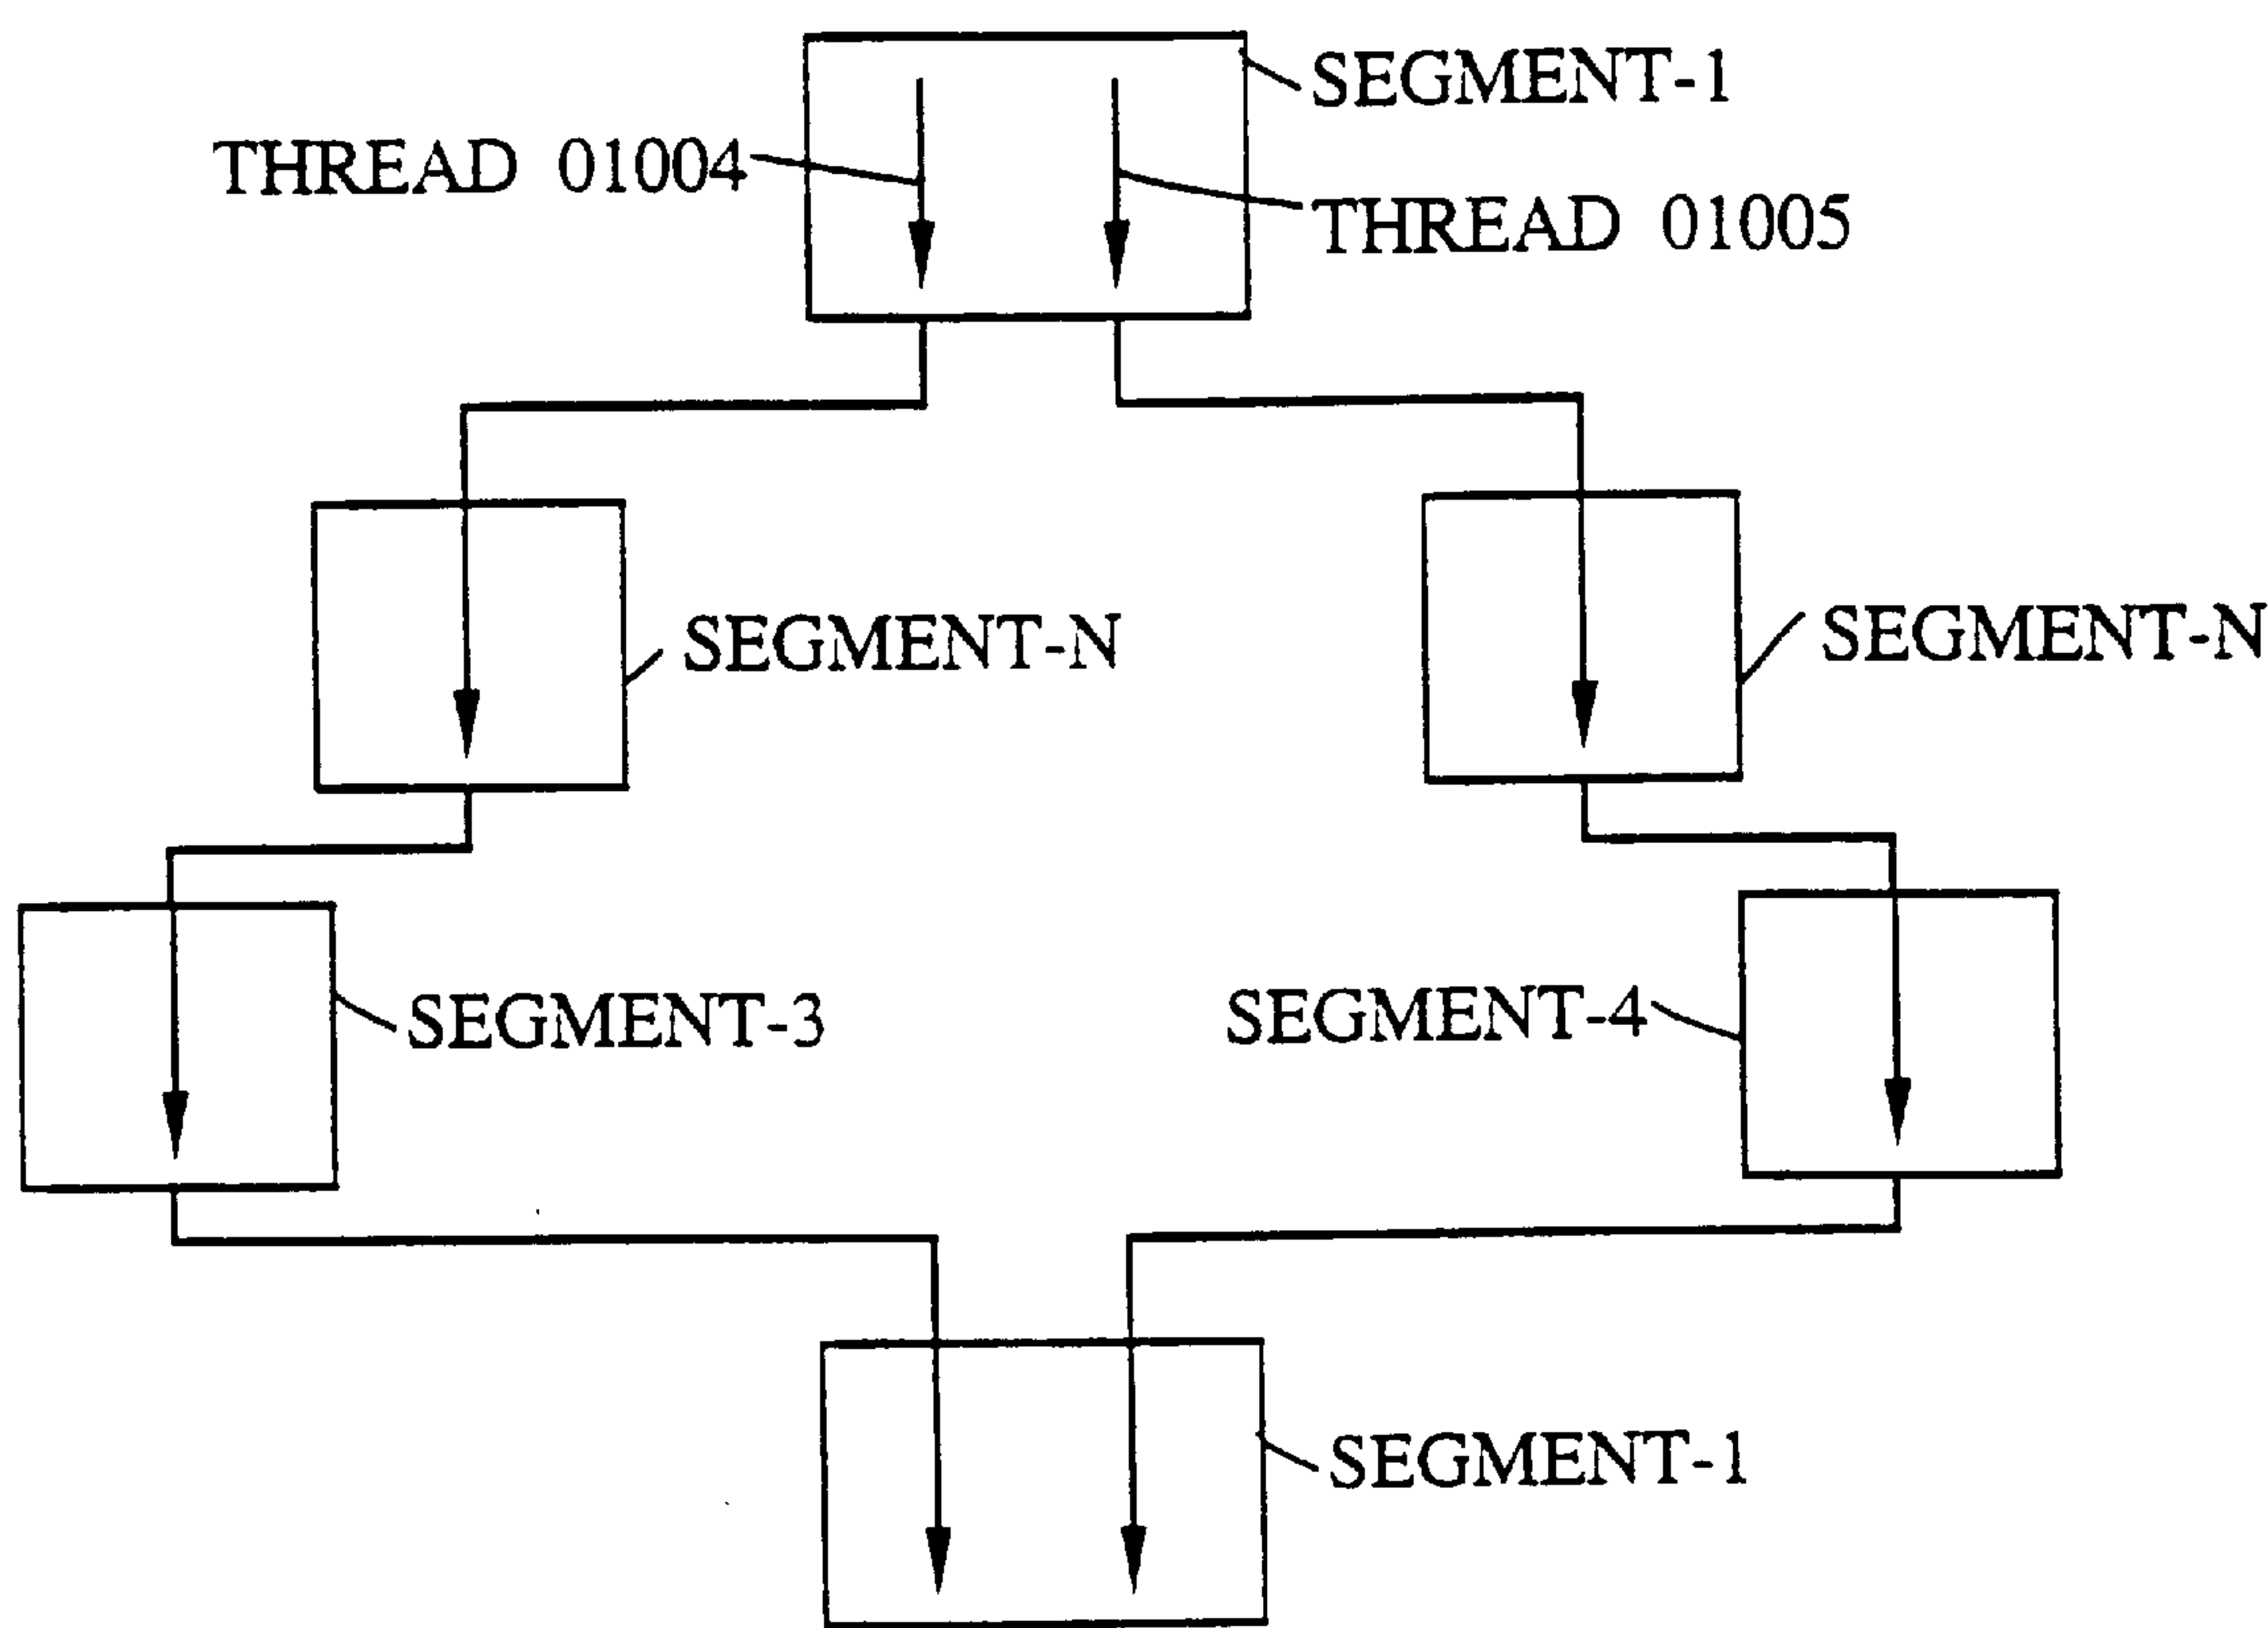 SEGMENT-1
THREAD 01004
THREAD 01005
SEGMENT-N
SEGMENT-N
SEGMENT-3
SEGMENT-4
SEGMENT-1